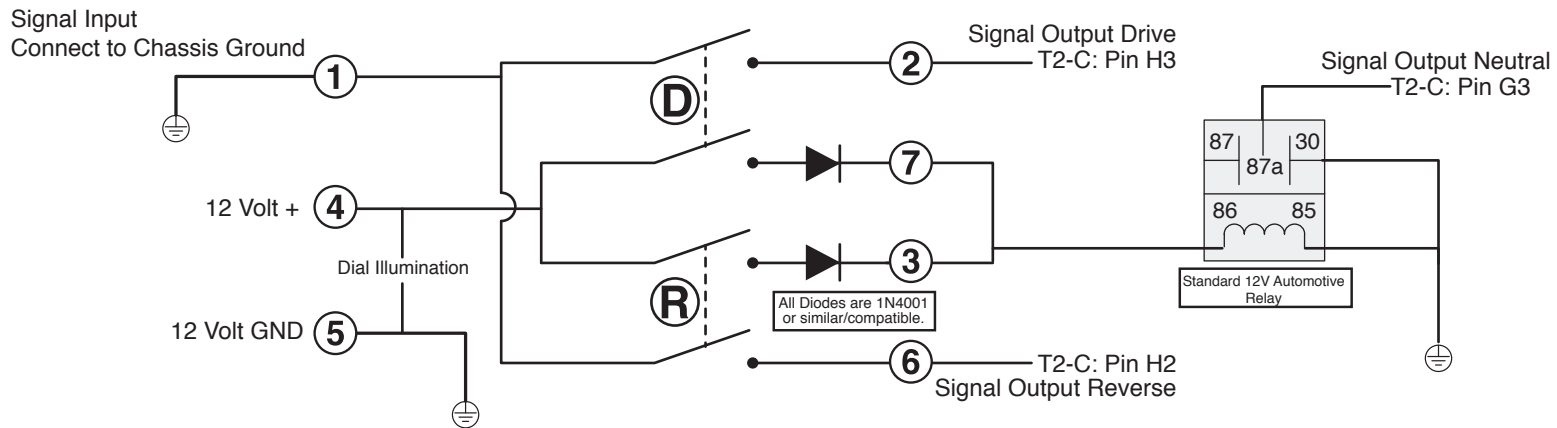 Signal Input
Connect to Chassis Ground
1
2
Signal Output Drive
T2-C: Pin H3
Signal Output Neutral
T2-C: Pin G3
D
87
30
87a
7
12 Volt +
4
86
85
Dial Illumination
3
R
All Diodes are 1N4001
or similar/compatible.
Standard 12V Automotive
Relay
12 Volt GND
5
6
T2-C: Pin H2
Signal Output Reverse